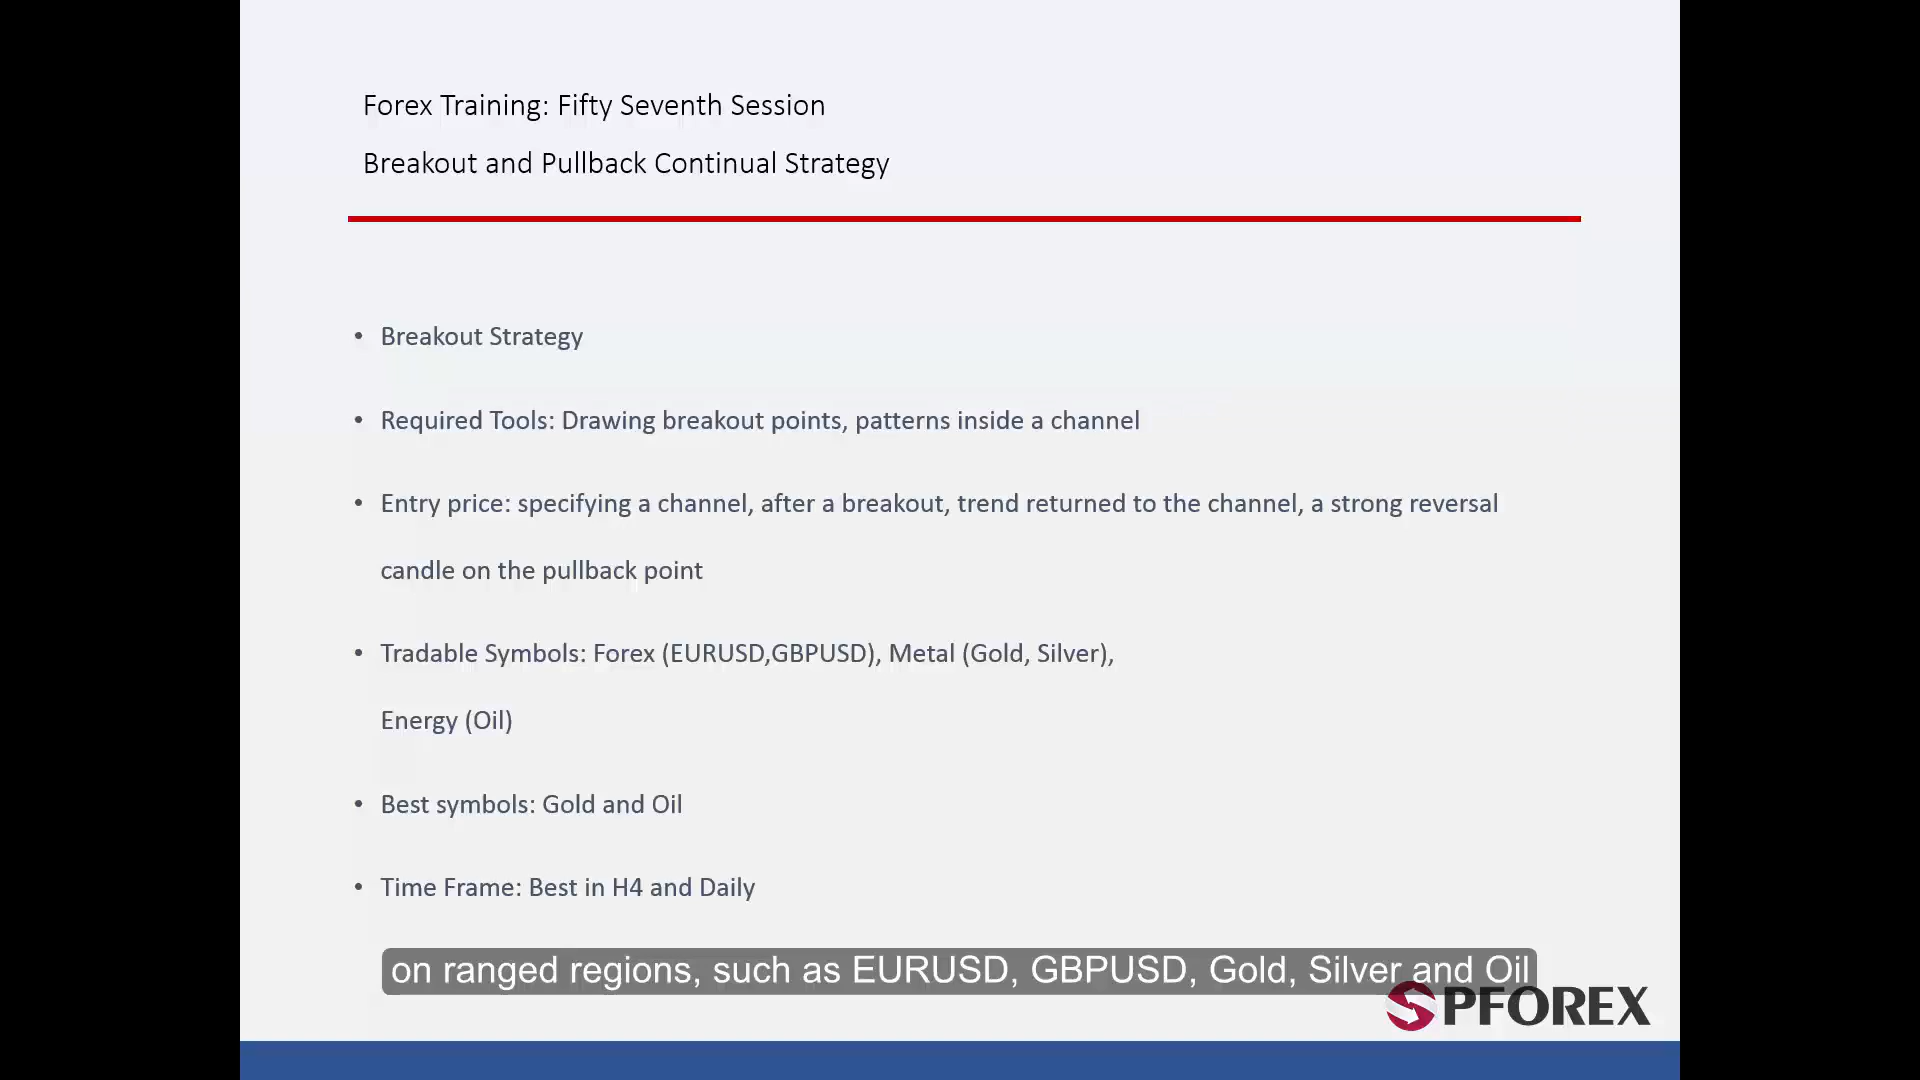 Forex Training: Fifty Seventh Session
Breakout and Pullback Continual Strategy
• Breakout Strategy
• Required Tools: Drawing breakout points, patterns inside a channel
• Entry price: specifying a channel, after a breakout, trend returned to the channel, a strong reversal
candle on the pullback point
• Tradable Symbols: Forex (EURUSD,GBPUSD), Metal (Gold, Silver),
Energy (Oil)
• Best symbols: Gold and Oil
• Time Frame: Best in H4 and Daily
on ranged regions, such as EURUSD, GBPUSD, Gold, Silver and Oil
PFOREX